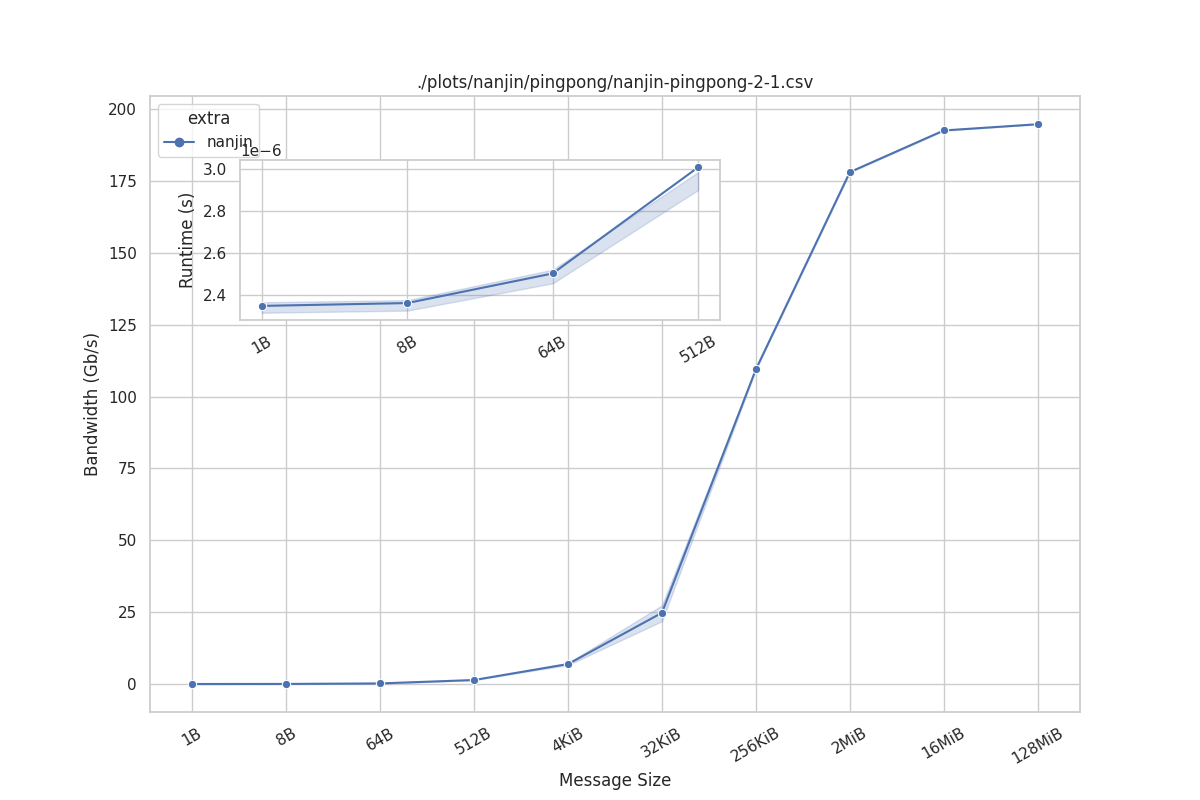 ./plots/nanjin/pingpong/nanjin-pingpong-2-1.csv
extra
nanjin
1e−6
Runtime (s)
3.0
2.8
2.6
2.4
1B
8B
64B
512B
Bandwidth (Gb/s)
200
175
150
125
100
75
50
25
0
1B
8B
64B
512B
4KiB
32KiB
256KiB
2MiB
16MiB
128MiB
Message Size